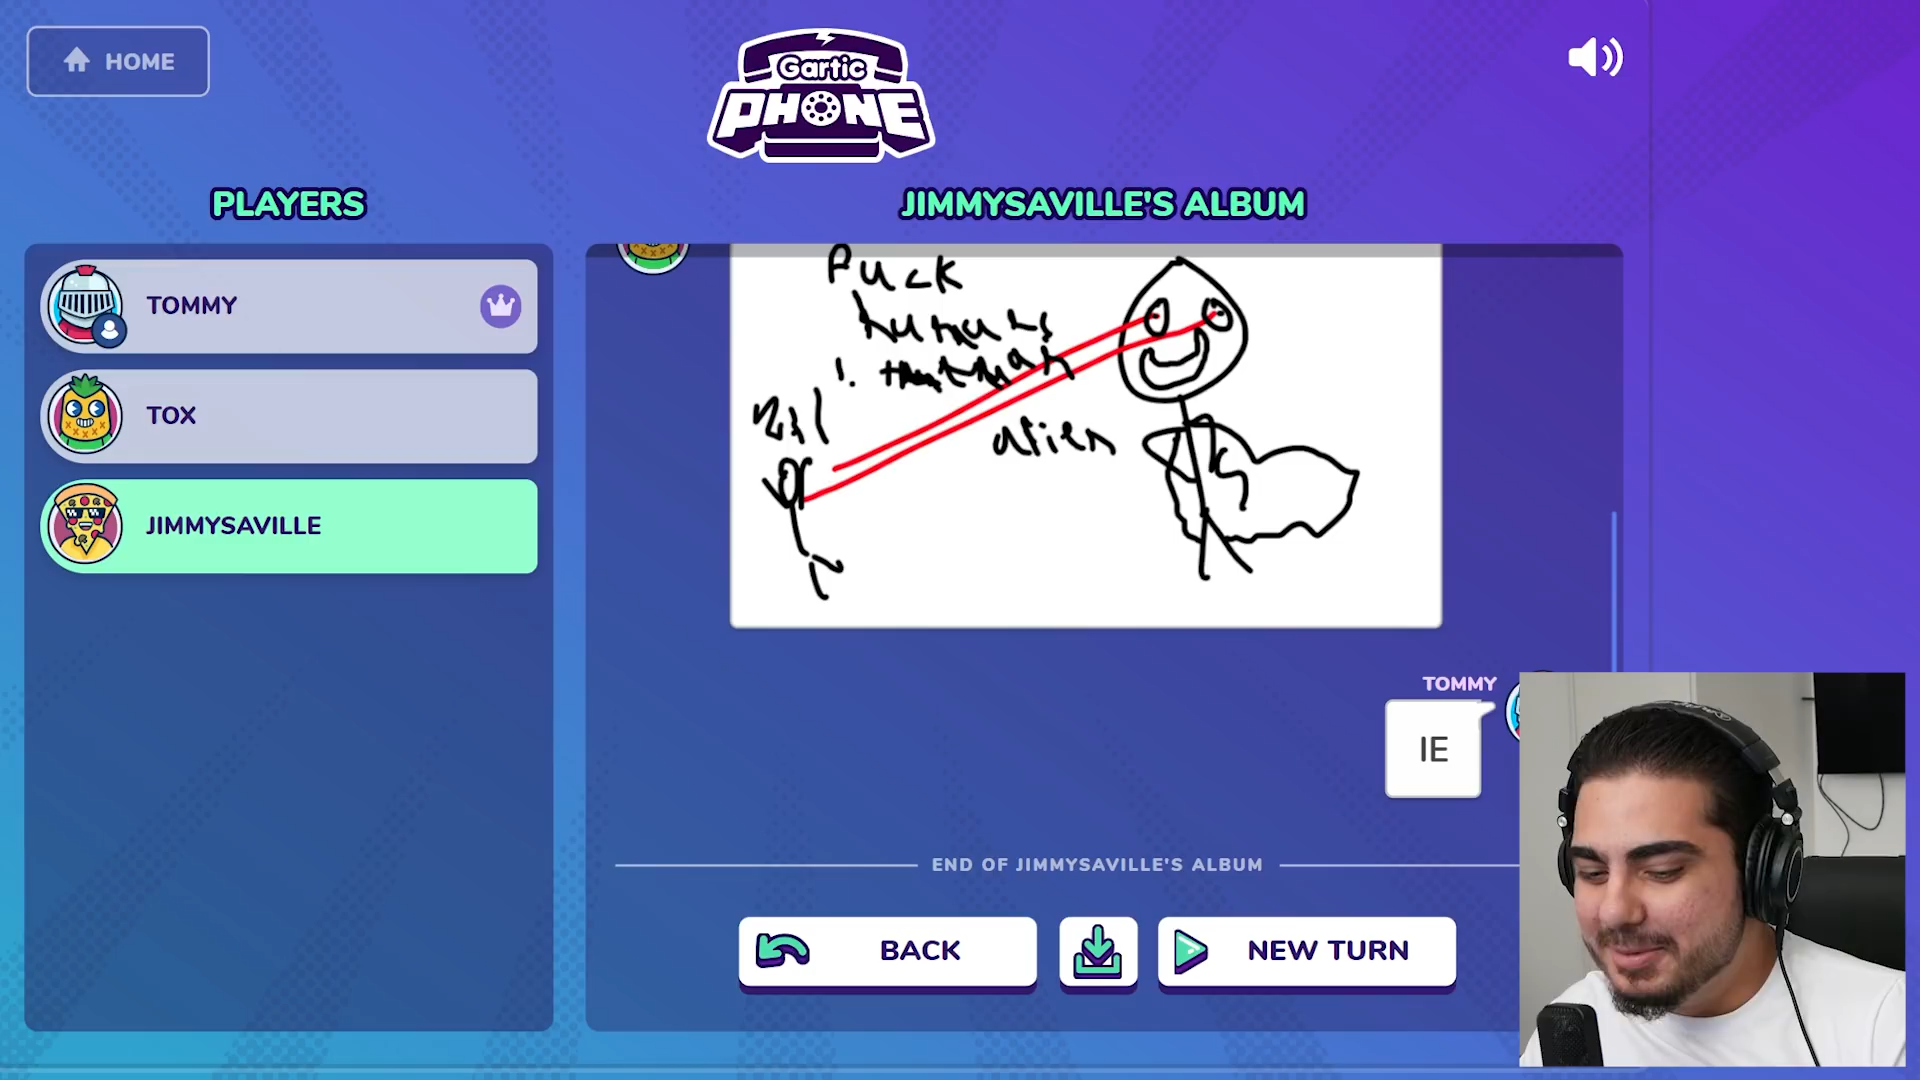 HOME
Gartic
PHONE
PLAYERS
JIMMYSAVILLE'S ALBUM
TOMMY
TOX
JIMMYSAVILLE
Fuck
humans
!
alien
TOMMY
IE
END OF JIMMYSAVILLE'S ALBUM
BACK
NEW TURN